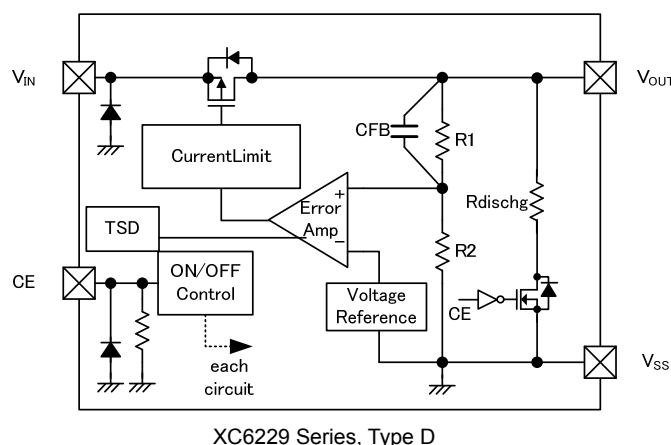 VIN
VOUT
CurrentLimit
CFB
R1
Error
Amp
+
−
Rdischg
TSD
R2
CE
ON/OFF
Control
Voltage
Reference
CE
each
circuit
VSS
XC6229 Series, Type D